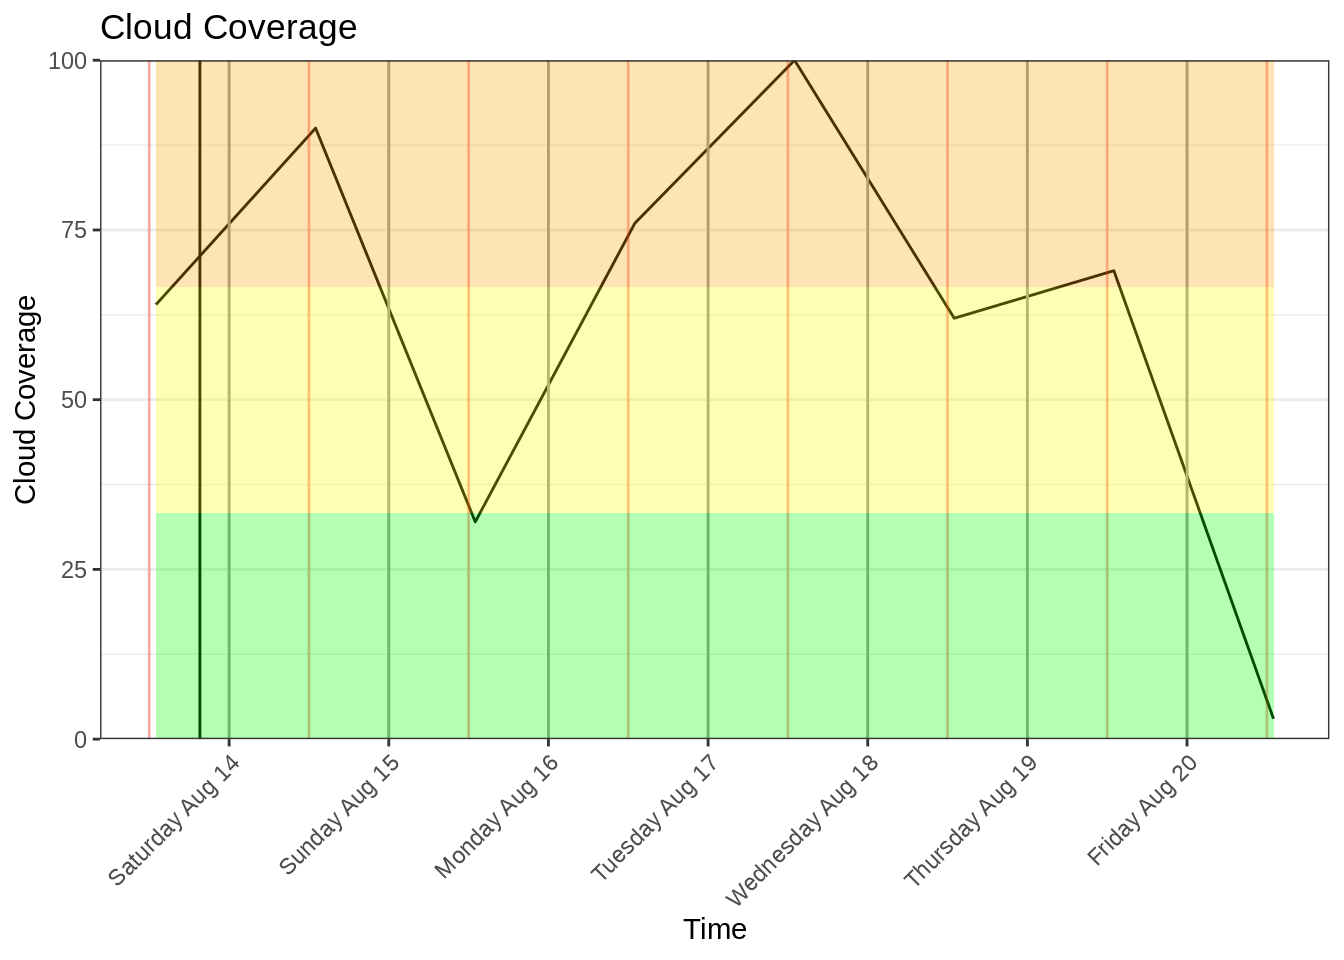 Cloud Coverage
100
75
50
25
0
Cloud Coverage
Saturday Aug 14
Sunday Aug 15
Monday Aug 16
Tuesday Aug 17
Wednesday Aug 18
Thursday Aug 19
Friday Aug 20
Time